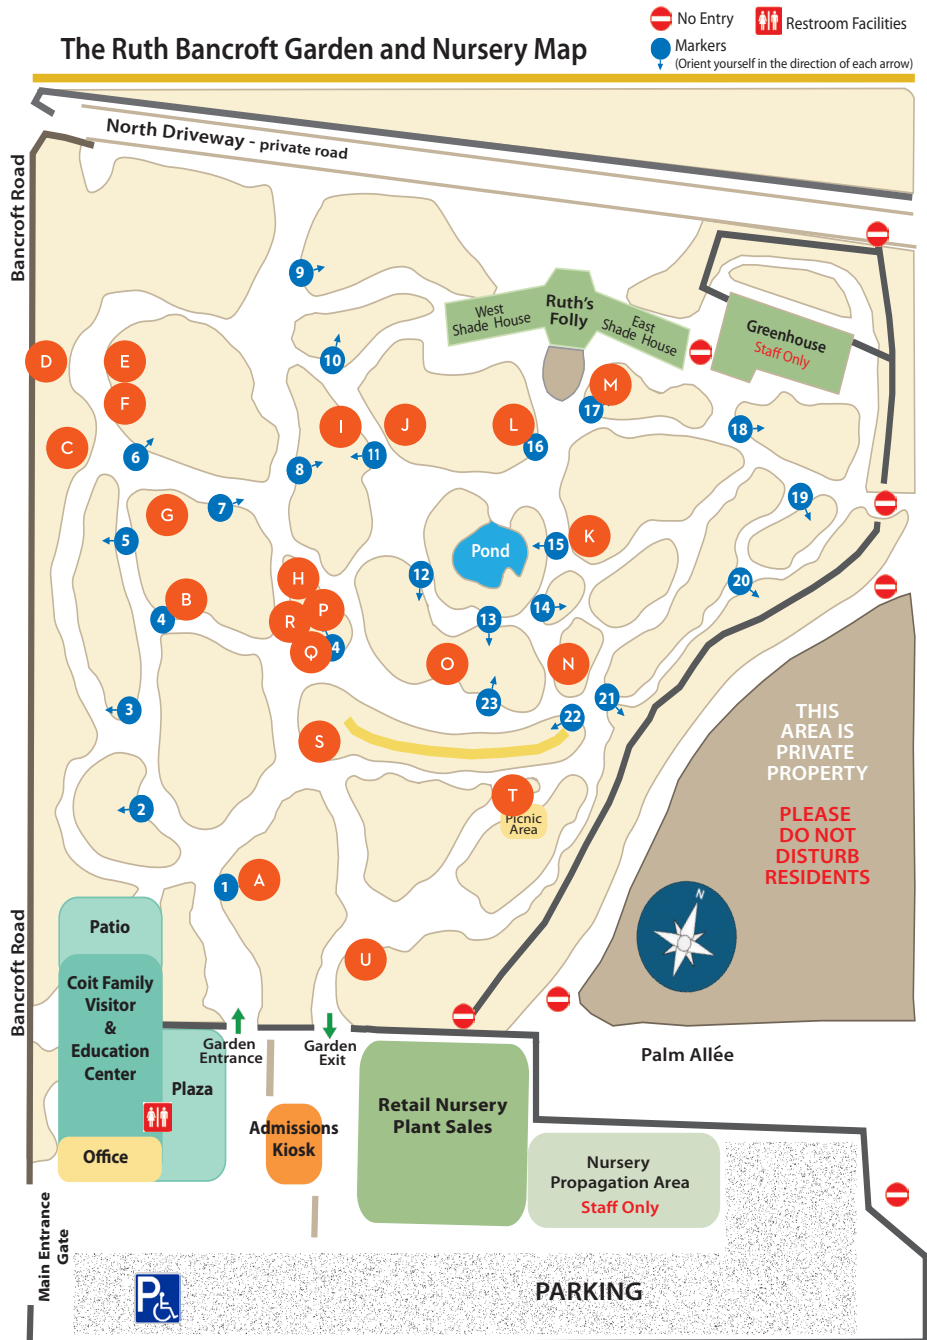 The Ruth Bancroft Garden and Nursery Map
No Entry
Restroom Facilities
Markers
(Orient yourself in the direction of each arrow)
North Driveway - private road
Bancroft Road
9
West
Shade House
Ruth's
Folly
East
Shade House
Greenhouse
Staff Only
10
D
E
F
C
6
I
J
L
M
17
16
18
11
8
7
G
5
19
K
15
Pond
12
20
H
B
4
P
R
Q
4
14
13
O
N
23
21
22
3
S
THIS
AREA IS
PRIVATE
PROPERTY
PLEASE
DO NOT
DISTURB
RESIDENTS
2
T
Picnic
Area
1
A
N
Bancroft Road
Patio
U
Coit Family
Visitor
&
Education
Center
Garden
Entrance
Garden
Exit
Palm Allée
Plaza
Admissions
Kiosk
Retail Nursery
Plant Sales
Office
Nursery
Propagation Area
Staff Only
Main Entrance
Gate
P
PARKING